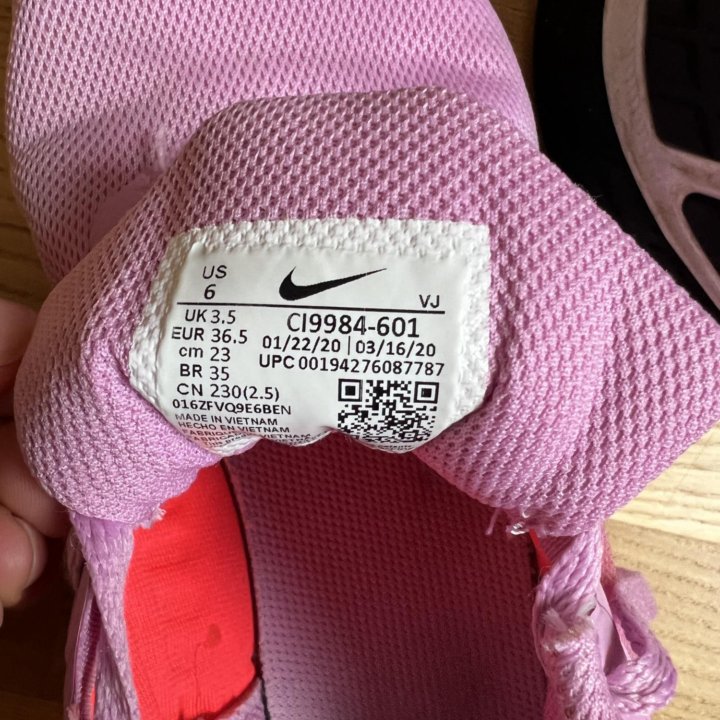 US
6
VJ
UK 3.5
EUR 36.5
cm 23
BR 35
CN 230(2.5)
CI9984-601
01/22/20 | 03/16/20
UPC 00194276087787
016ZFVQ9E6BEN
MADE IN VIETNAM
HECHO EN VIETNAM